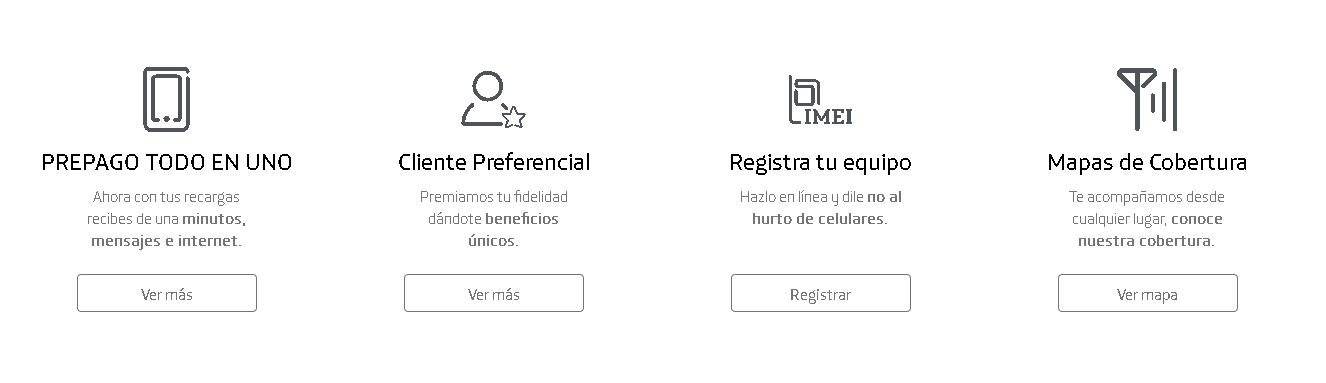 PREPAGO TODO EN UNO
Ahora con tus recargas
recibes de una minutos,
mensajes e internet.
Ver más
Cliente Preferencial
Premiamos tu fidelidad
dándote beneficios
únicos.
Ver más
IMEI
Registra tu equipo
Hazlo en línea y dile no al
hurto de celulares.
Registrar
Mapas de Cobertura
Te acompañamos desde
cualquier lugar, conoce
nuestra cobertura.
Ver mapa